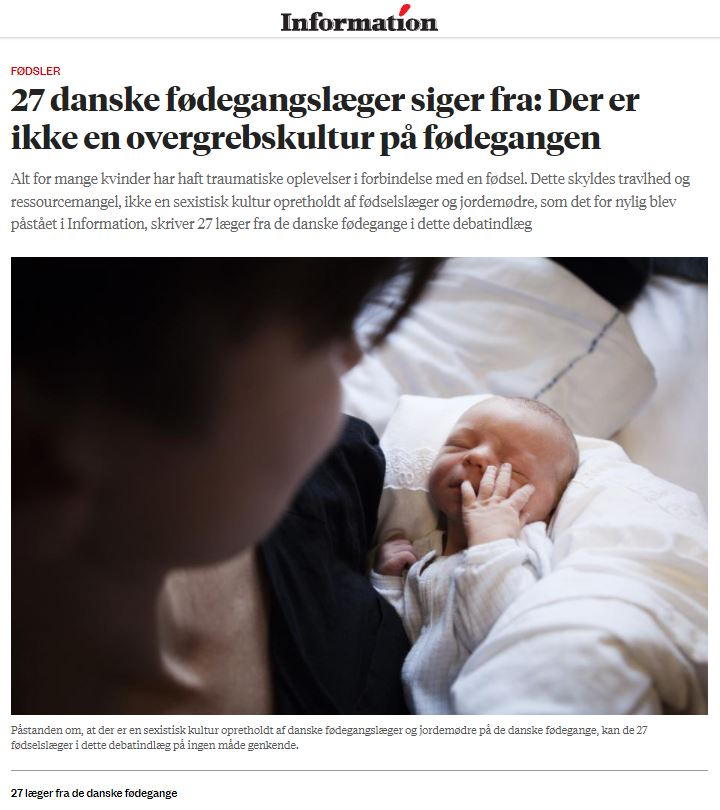 Information
FØDSLER
27 danske fødegangslæger siger fra: Der er
ikke en overgrebskultur på fødegangen
Alt for mange kvinder har haft traumatiske oplevelser i forbindelse med en fødsel. Dette skyldes travlhed og
ressourcemangel, ikke en sexistisk kultur opretholdt af fødselslæger og jordemødre, som det for nylig blev
påstået i Information, skriver 27 læger fra de danske fødegange i dette debatindlæg
Påstanden om, at der er en sexistisk kultur opretholdt af danske fødegangslæger og jordemødre på de danske fødegange, kan de 27
fødselslæger i dette debatindlæg på ingen måde genkende.
27 læger fra de danske fødegange